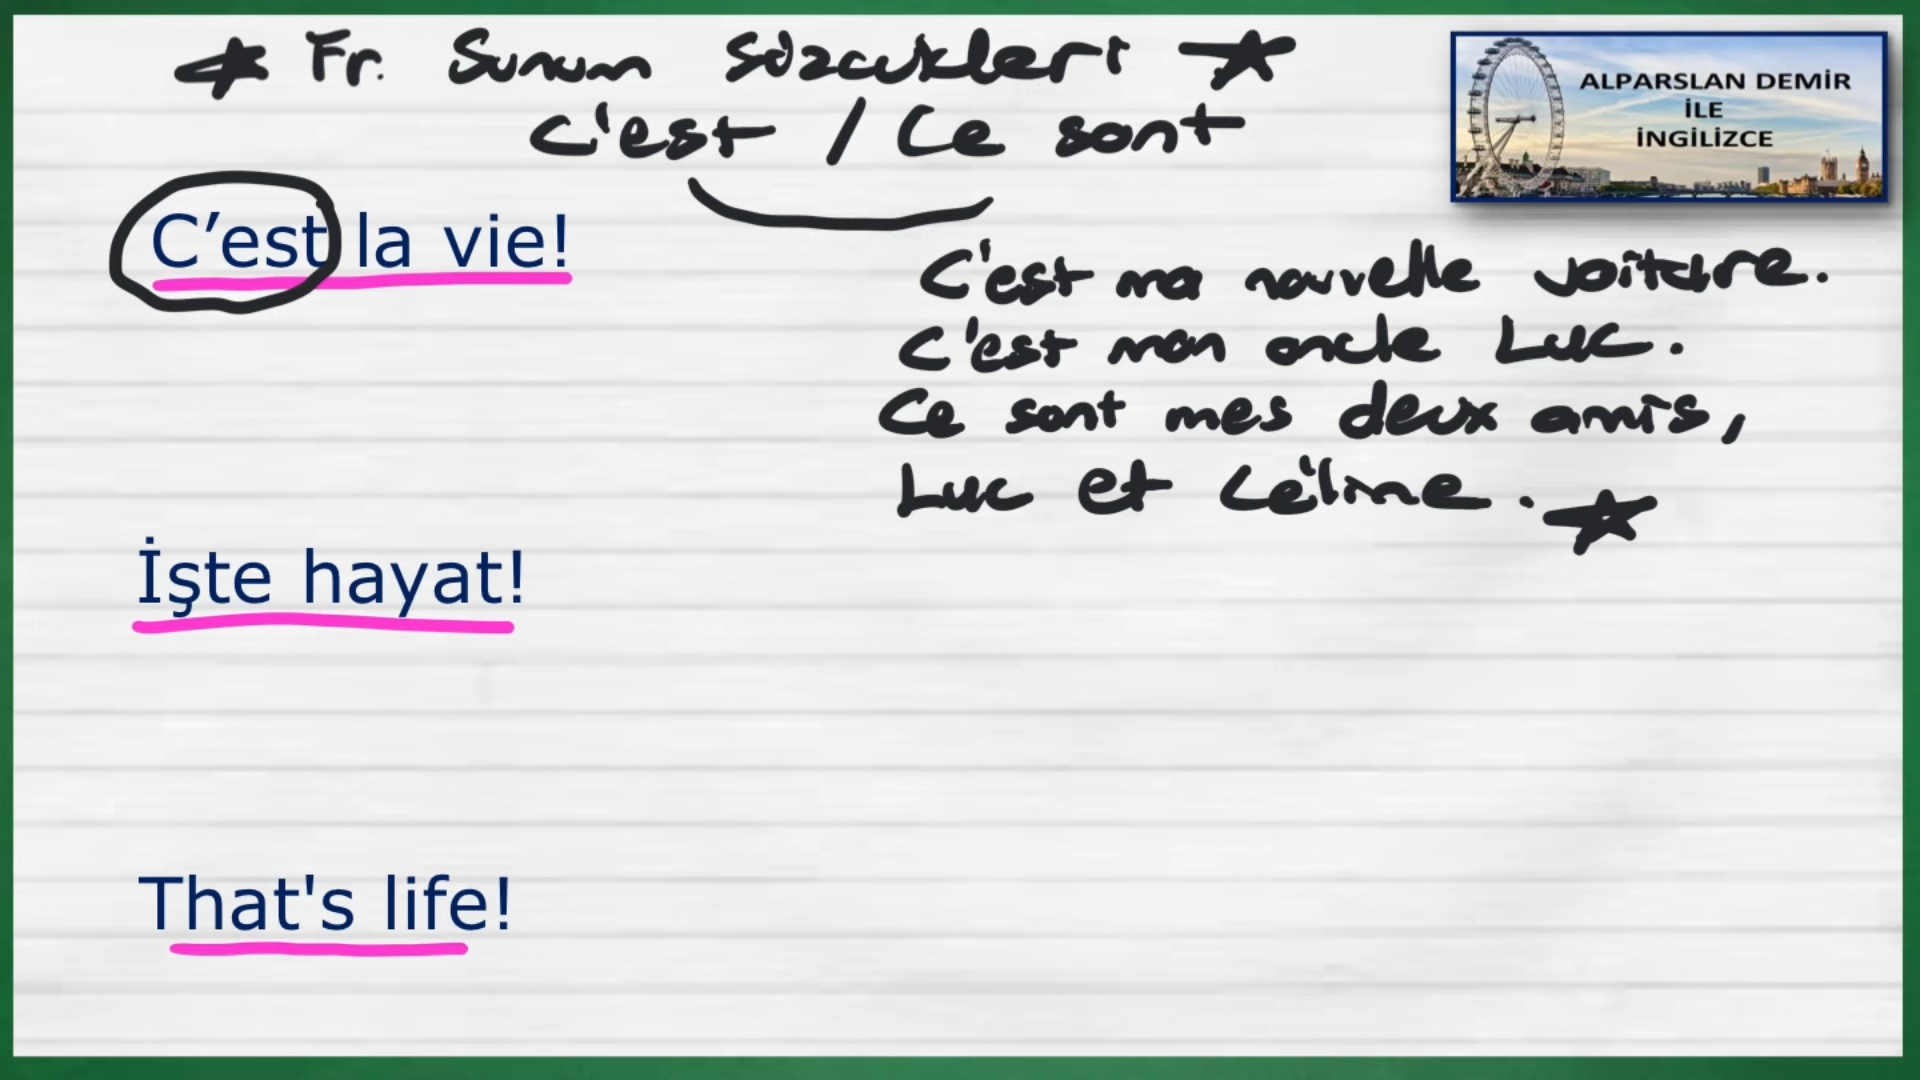 ★ Fr. Sunum Sözcükleri ★
C'est / Ce sont
ALPARSLAN DEMİR
İLE
İNGİLİZCE
C’est la vie!
C'est ma nouvelle voiture.
C'est mon oncle Luc.
Ce sont mes deux amis,
Luc et Céline. ★
İşte hayat!
That's life!